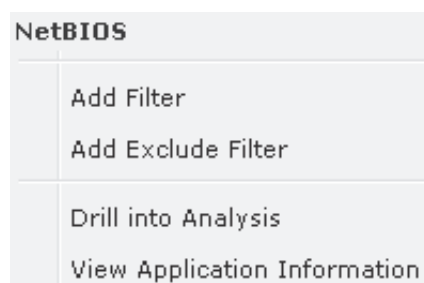 NetBIOS
Add Filter
Add Exclude Filter
Drill into Analysis
View Application Information